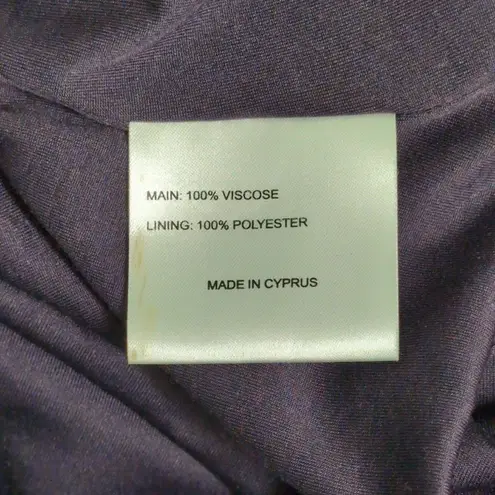 MAIN: 100% VISCOSE
LINING: 100% POLYESTER
MADE IN CYPRUS